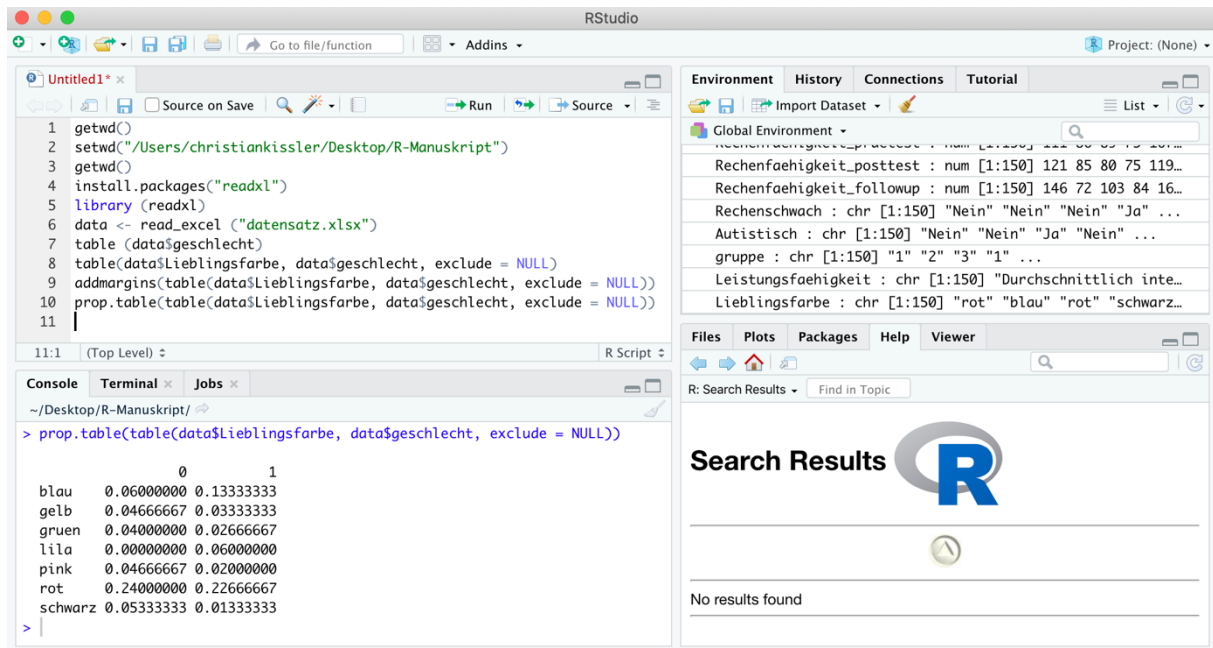 RStudio
Go to file/function
Addins
Project: (None)
Untitled1*
Source on Save
Run
Source
1 getwd()
2 setwd("/Users/christiankissler/Desktop/R-Manuskript")
3 getwd()
4 install.packages("readxl")
5 library (readxl)
6 data <- read_excel ("datensatz.xlsx")
7 table (data$geschlecht)
8 table(data$Lieblingsfarbe, data$geschlecht, exclude = NULL)
9 addmargins(table(data$Lieblingsfarbe, data$geschlecht, exclude = NULL))
10 prop.table(table(data$Lieblingsfarbe, data$geschlecht, exclude = NULL))
11
11:1 (Top Level) R Script
Console Terminal Jobs
~/Desktop/R-Manuskript/
> prop.table(table(data$Lieblingsfarbe, data$geschlecht, exclude = NULL))
0 1
blau 0.06000000 0.13333333
gelb 0.04666667 0.03333333
gruen 0.04000000 0.02666667
lila 0.00000000 0.06000000
pink 0.04666667 0.02000000
rot 0.24000000 0.22666667
schwarz 0.05333333 0.01333333
>
Environment History Connections Tutorial
Import Dataset List
Global Environment
Rechenfaehigkeit_posttest : num [1:150] 121 85 80 75 119…
Rechenfaehigkeit_followup : num [1:150] 146 72 103 84 16…
Rechenschwach : chr [1:150] "Nein" "Nein" "Nein" "Ja" ...
Autistisch : chr [1:150] "Nein" "Nein" "Ja" "Nein" ...
gruppe : chr [1:150] "1" "2" "3" "1" ...
Leistungsfaehigkeit : chr [1:150] "Durchschnittlich inte…
Lieblingsfarbe : chr [1:150] "rot" "blau" "rot" "schwarz…
Files Plots Packages Help Viewer
R: Search Results Find in Topic
Search Results R
No results found